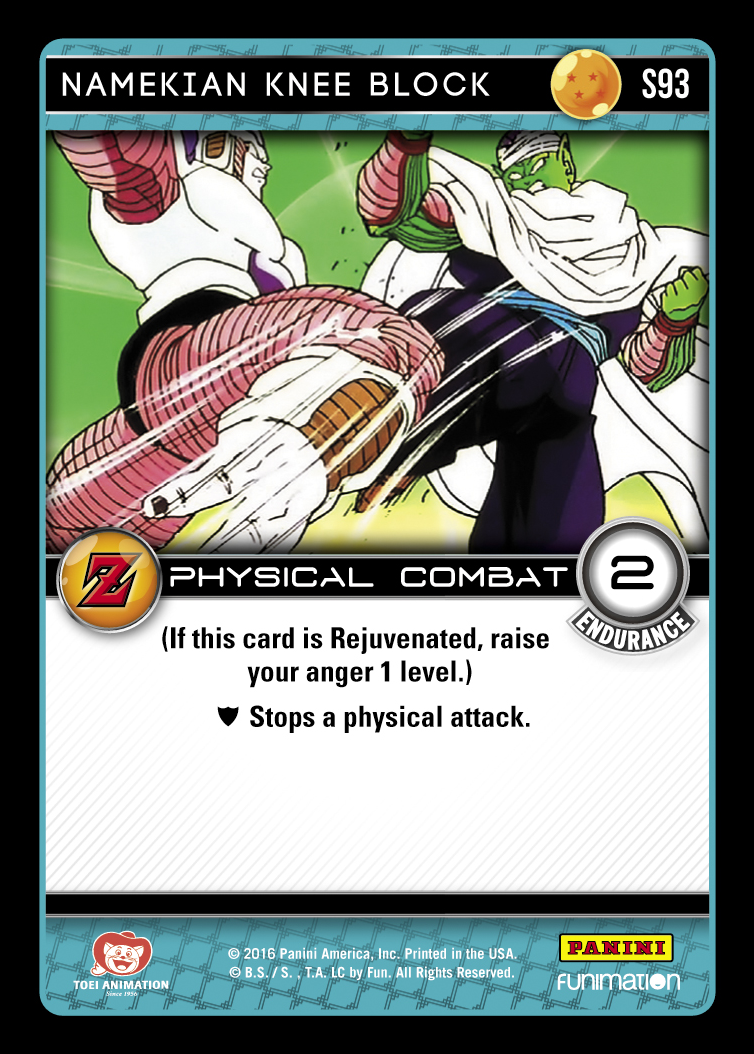 NAMEKIAN KNEE BLOCK S93
Z PHYSICAL COMBAT 2
ENDURANCE
(If this card is Rejuvenated, raise
your anger 1 level.)
Stops a physical attack.
TOEI ANIMATION
Since 1956
© 2016 Panini America, Inc. Printed in the USA.
© B.S. / S. , T.A. LC by Fun. All Rights Reserved.
PANINI
FUNIMATION